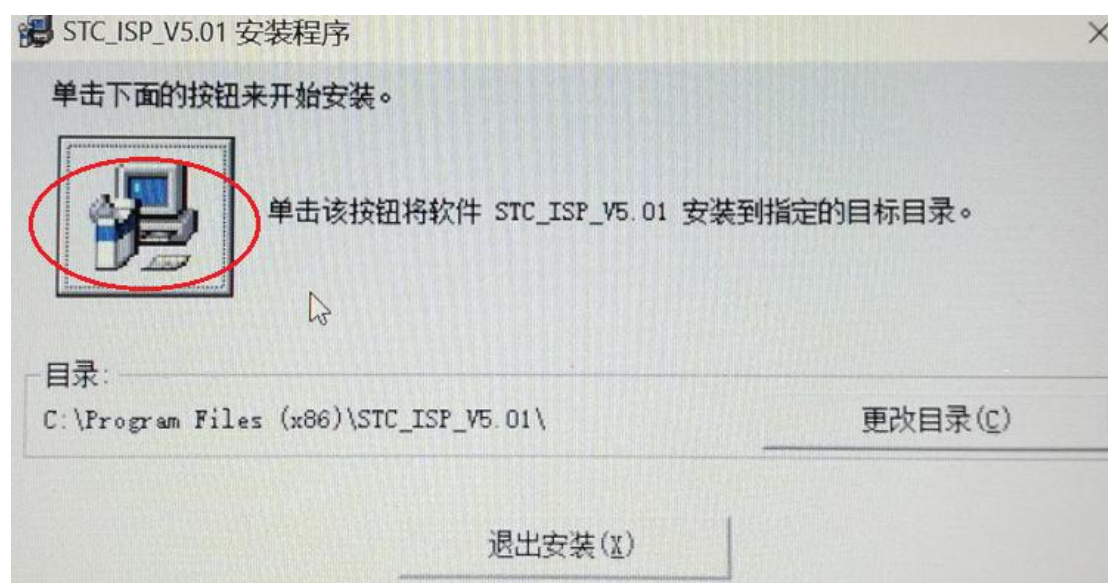 STC_ISP_V5.01 安装程序
单击下面的按钮来开始安装。
单击该按钮将软件 STC_ISP_V5.01 安装到指定的目标目录。
目录:
C:\Program Files (x86)\STC_ISP_V5.01\
更改目录(C)
退出安装(X)